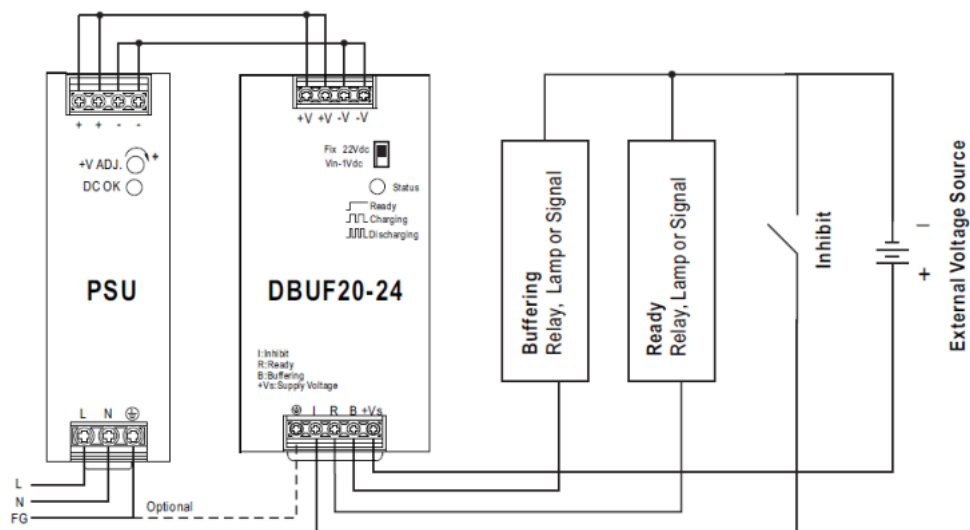 + + - -
+V ADJ.
+
DC OK
PSU
L N
L
N
FG
Optional
+V +V -V -V
Fix 22Vdc
Vin-1Vdc
Status
Ready
Charging
Discharging
DBUF20-24
I:Inhibit
R:Ready
B:Buffering
+Vs:Supply Voltage
I R B +Vs
Buffering
Relay, Lamp or Signal
Ready
Relay, Lamp or Signal
Inhibit
–
+
External Voltage Source